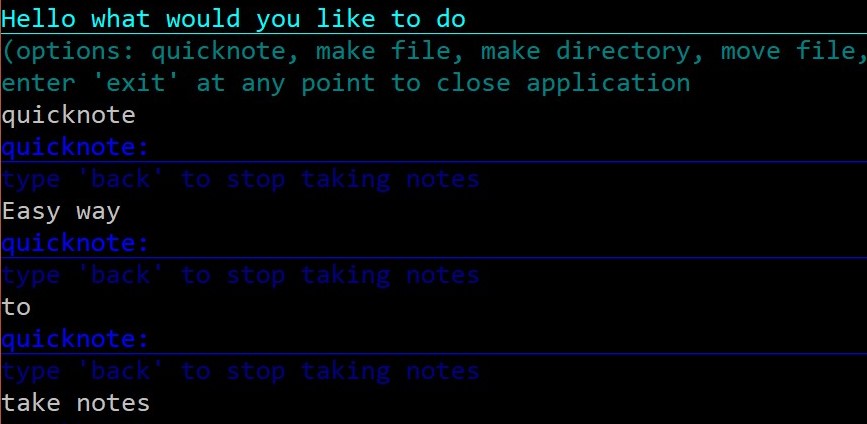 Hello what would you like to do
(options: quicknote, make file, make directory, move file,
enter 'exit' at any point to close application
quicknote
quicknote:
type 'back' to stop taking notes
Easy way
quicknote:
type 'back' to stop taking notes
to
quicknote:
type 'back' to stop taking notes
take notes